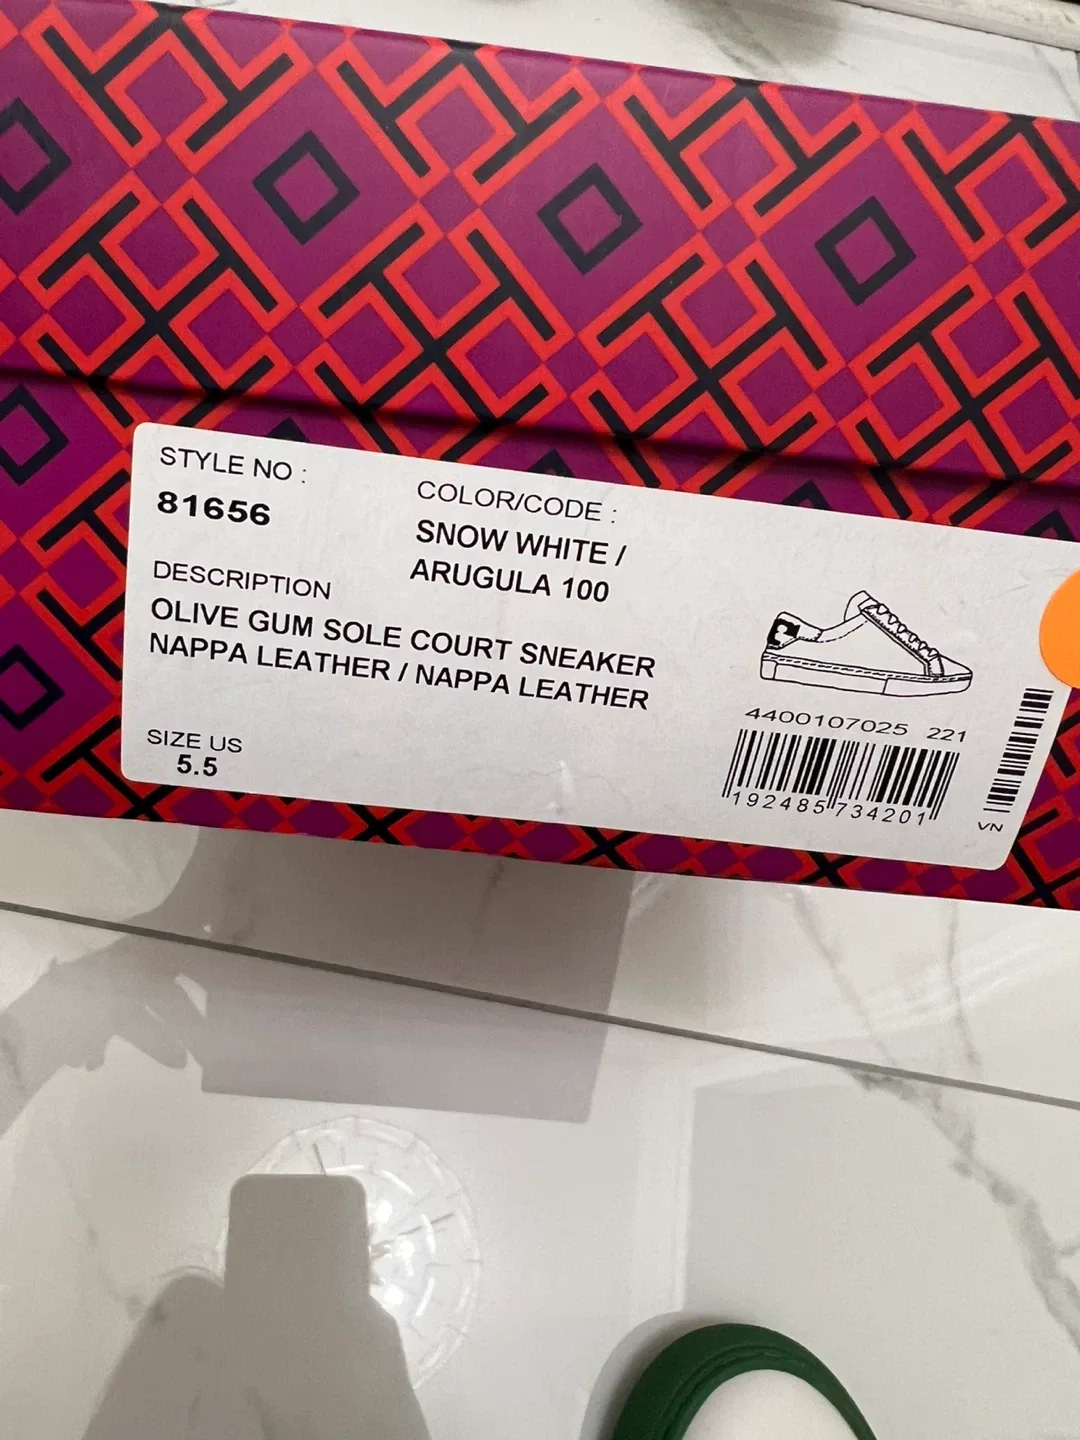 STYLE NO :
81656
COLOR/CODE :
SNOW WHITE /
ARUGULA 100
DESCRIPTION
OLIVE GUM SOLE COURT SNEAKER
NAPPA LEATHER / NAPPA LEATHER
SIZE US
5.5
4400107025 221
192485734201
VN